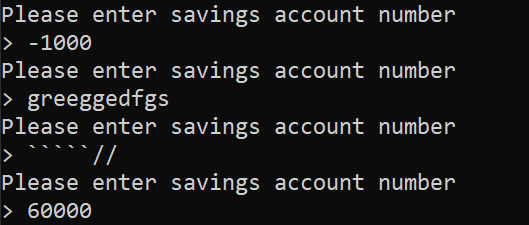 Please enter savings account number
> -1000
Please enter savings account number
> greeggedfgs
Please enter savings account number
> `````//
Please enter savings account number
> 60000